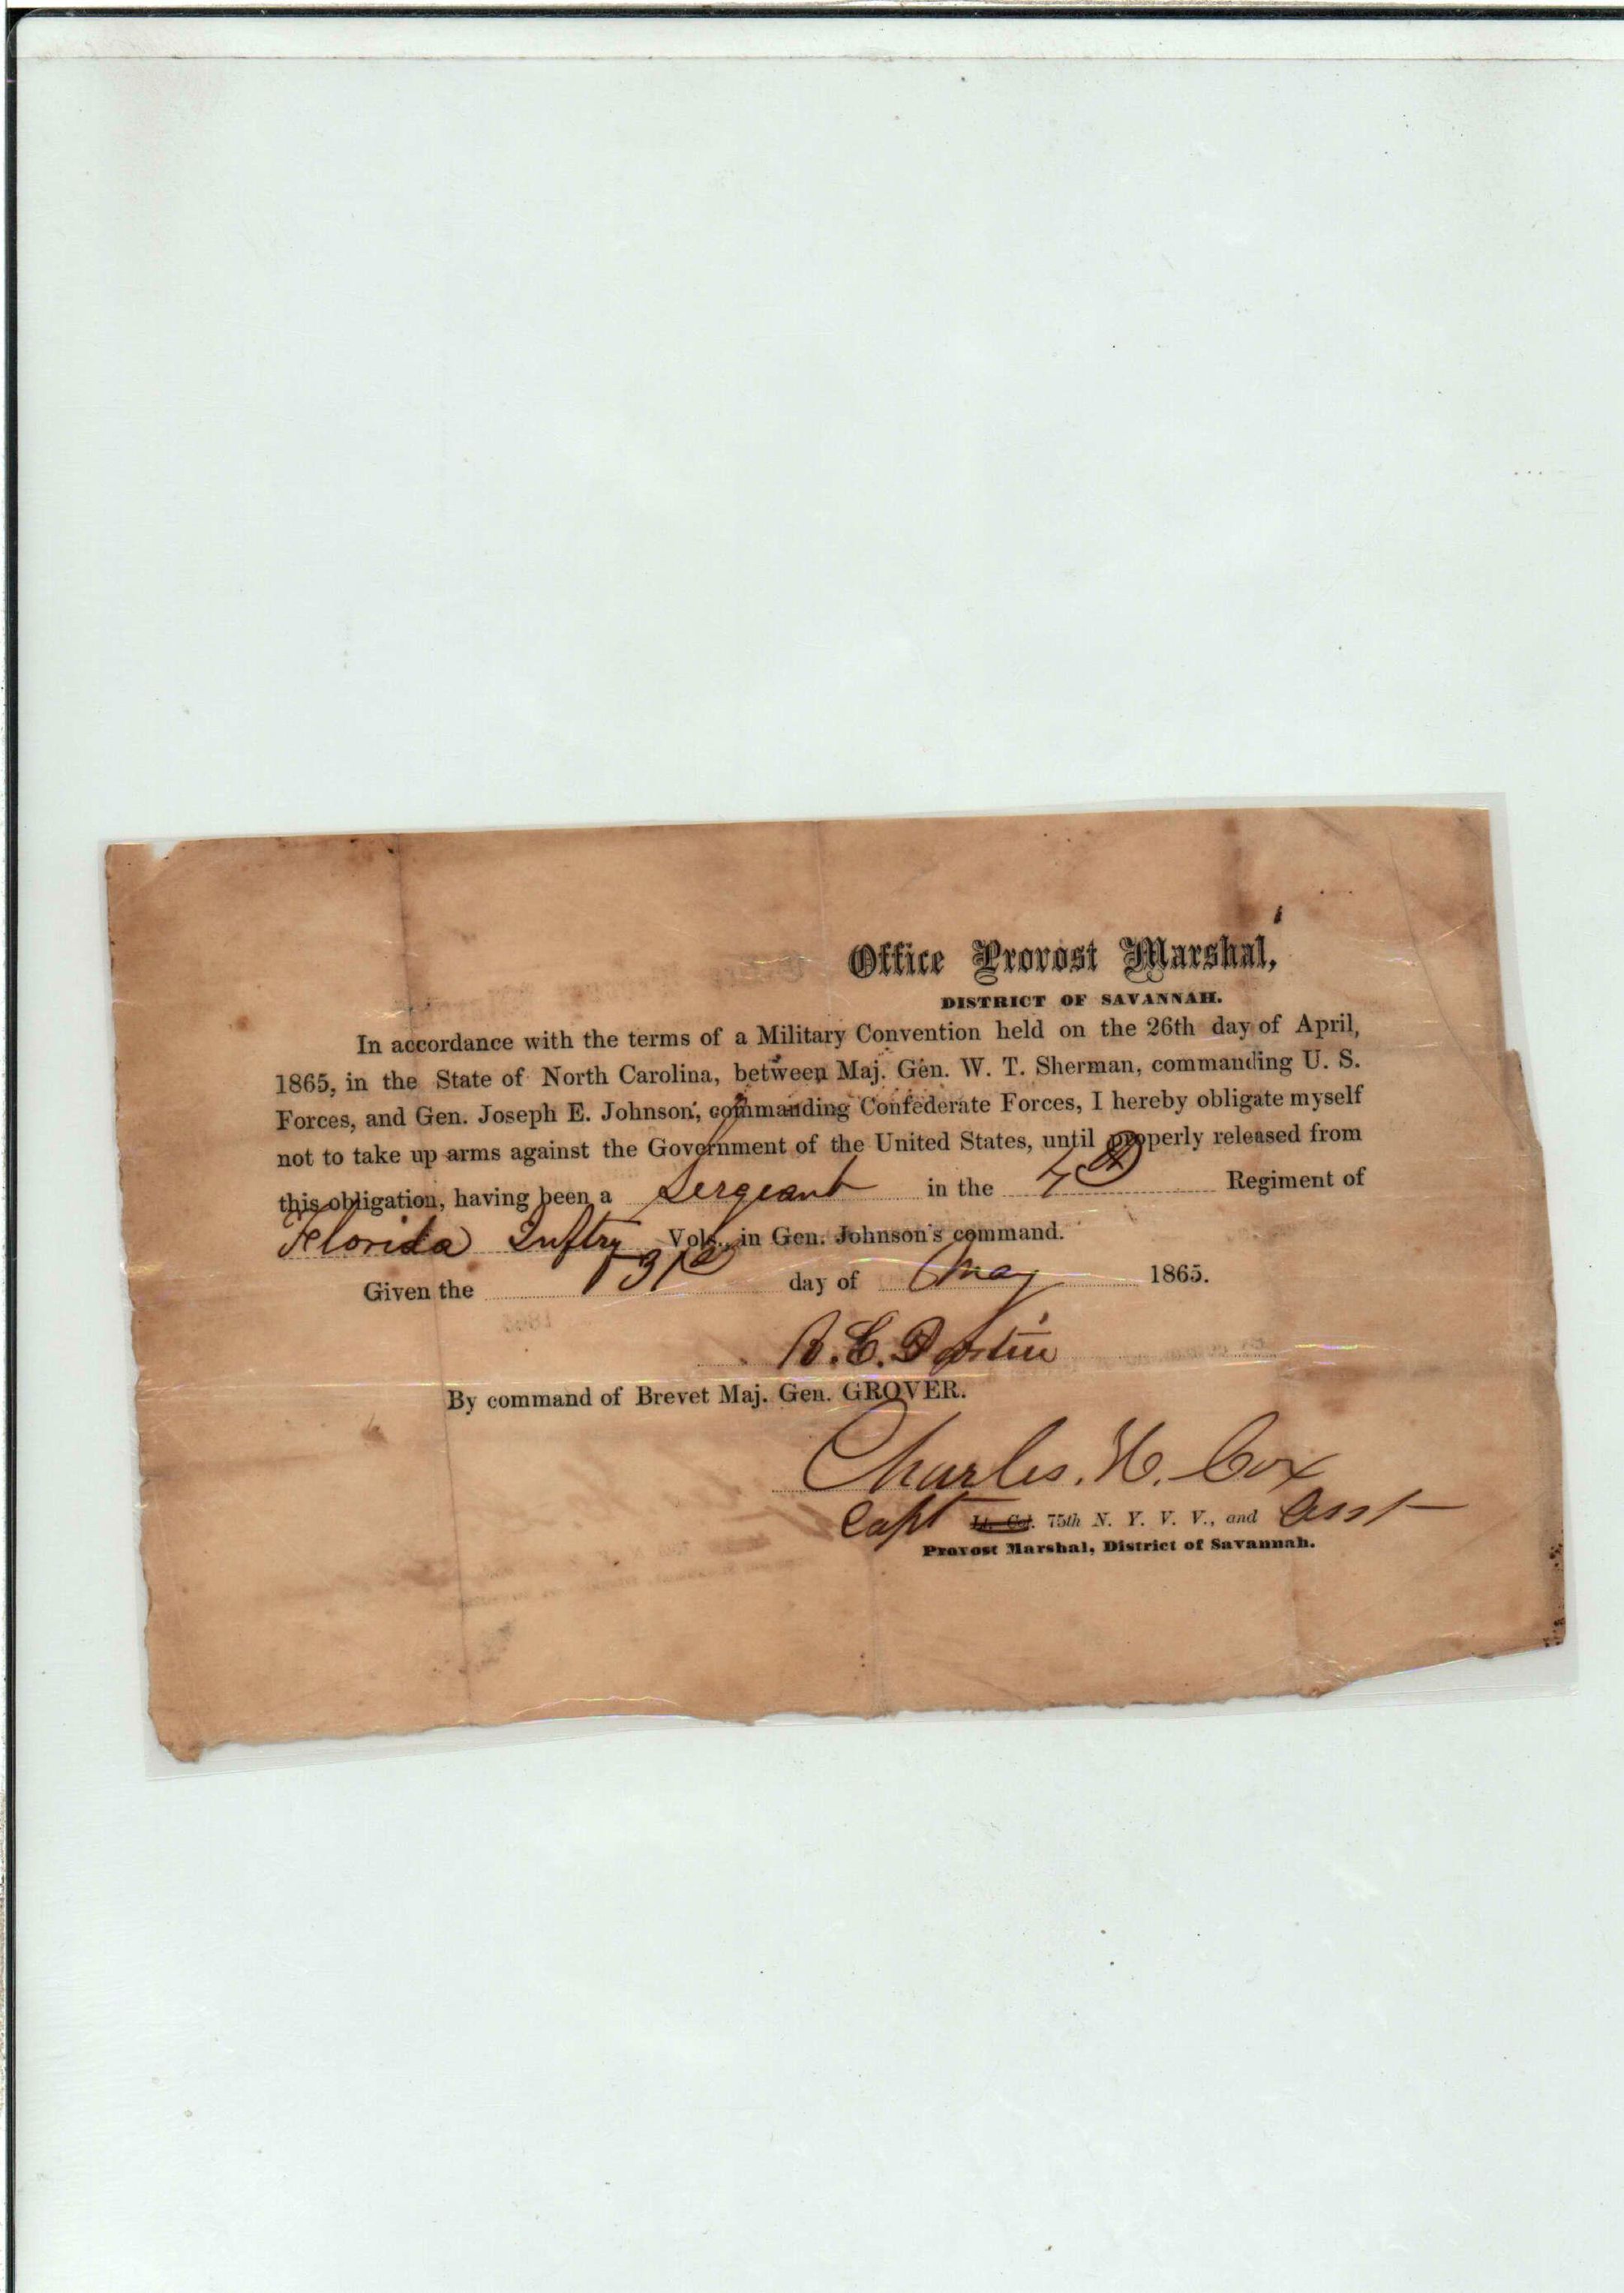 Office Provost Marshal,
DISTRICT OF SAVANNAH.
In accordance with the terms of a Military Convention held on the 26th day of April,
1865, in the State of North Carolina, between Maj. Gen. W. T. Sherman, commanding U. S.
Forces, and Gen. Joseph E. Johnson, commanding Confederate Forces, I hereby obligate myself
not to take up arms against the Government of the United States, until properly released from
this obligation, having been a Sergeant in the 7th Regiment of
Florida Inftry Vols., in Gen. Johnson's command.
Given the 31st day of May 1865.
R. C.
By command of Brevet Maj. Gen. GROVER.
Charles. H. Cox
Capt Lt. Col. 75th N. Y. V. V., and Asst
Provost Marshal, District of Savannah.